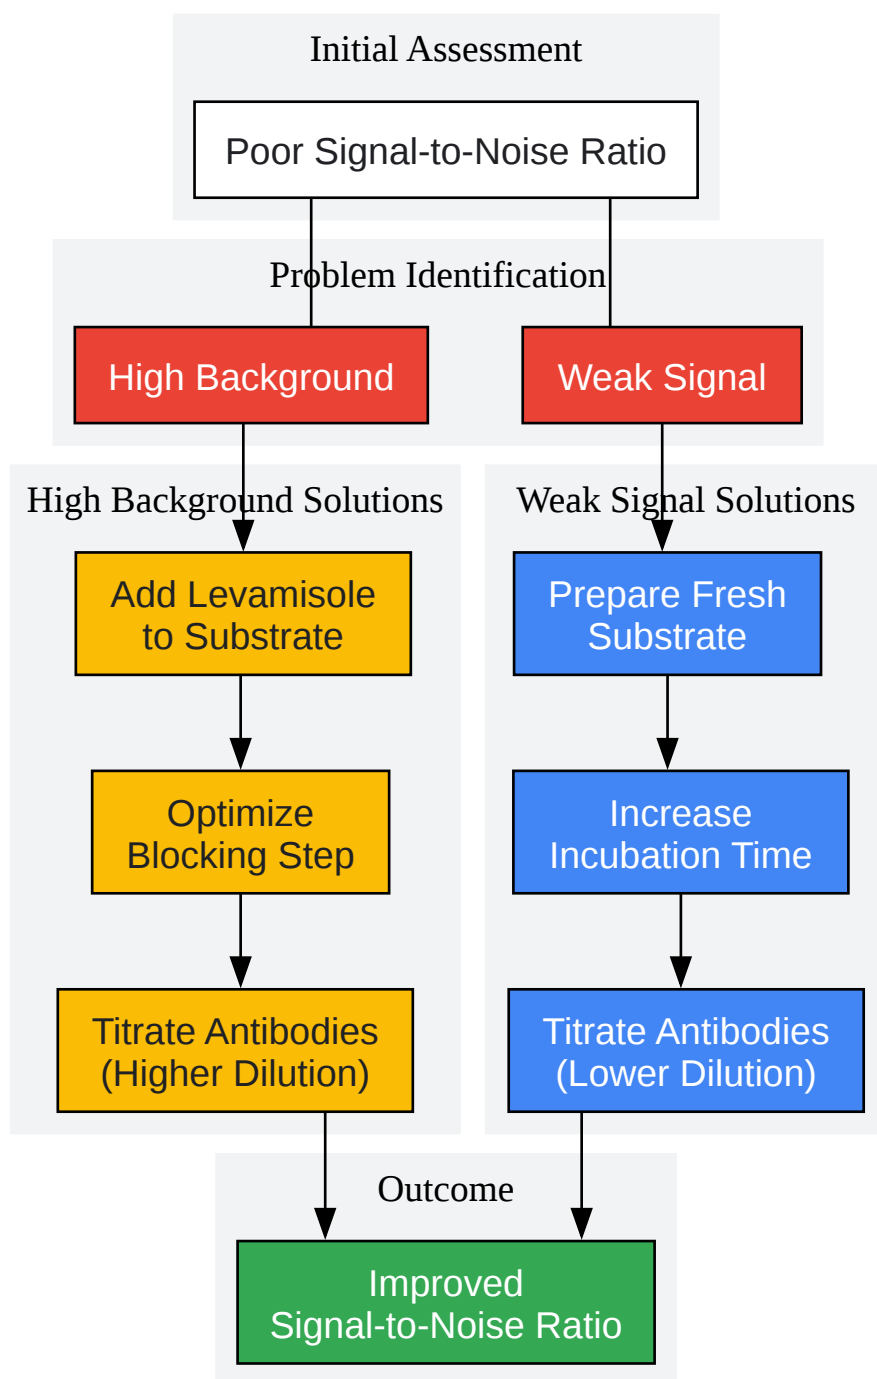 Initial Assessment
Poor Signal-to-Noise Ratio
Problem Identification
High Background
Weak Signal
High Background Solutions
Add Levamisole
to Substrate
Optimize
Blocking Step
Titrate Antibodies
(Higher Dilution)
Weak Signal Solutions
Prepare Fresh
Substrate
Increase
Incubation Time
Titrate Antibodies
(Lower Dilution)
Outcome
Improved
Signal-to-Noise Ratio